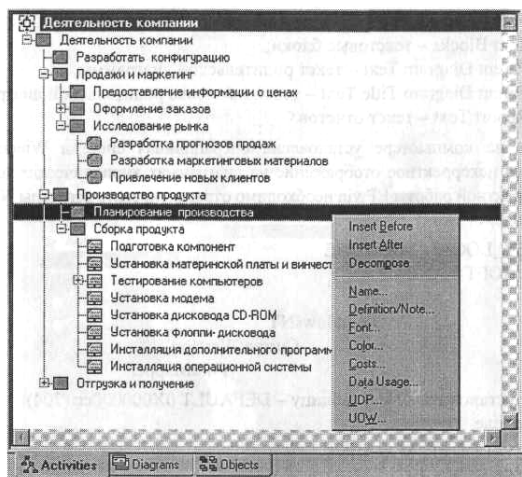 Деятельность компании
Деятельность компании
Разработать конфигурацию
Продажи и маркетинг
Предоставление информации о ценах
Оформление заказов
Исследование рынка
Разработка прогнозов продаж
Разработка маркетинговых материалов
Привлечение новых клиентов
Производство продукта
Планирование производства
Сборка продукта
Подготовка компонент
Установка материнской платы и винчест
Тестирование компьютеров
Установка модема
Установка дисковода CD-ROM
Установка флоппи- дисковода
Инсталляция дополнительного программ
Инсталляция операционной системы
Отгрузка и получение
Insert Before
Insert After
Decompose
Name...
Definition/Note...
Font...
Color...
Costs...
Data Usage...
UDP...
UOW...
Activities Diagrams Objects